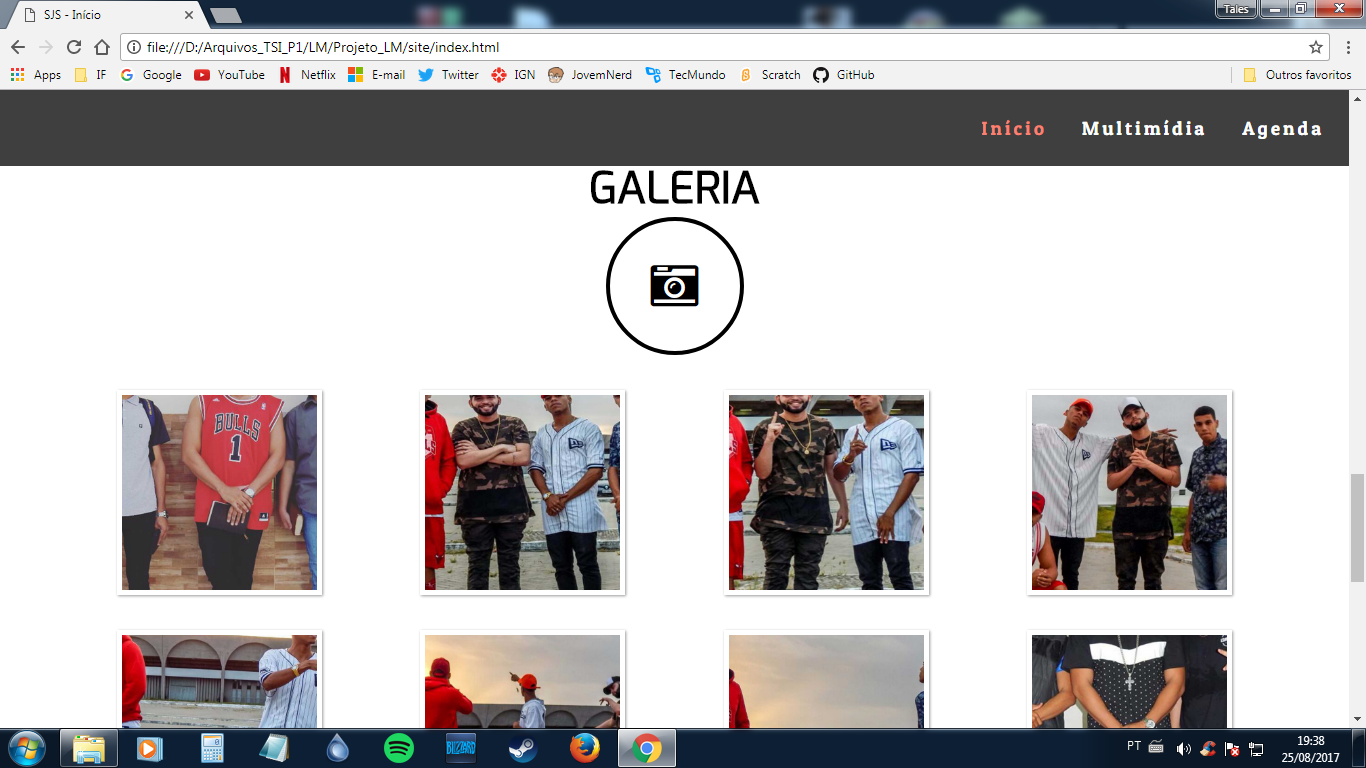 SJS - Início
Tales
file:///D:/Arquivos_TSI_P1/LM/Projeto_LM/site/index.html
Apps IF Google YouTube Netflix E-mail Twitter IGN JovemNerd TecMundo Scratch GitHub Outros favoritos
Início Multimídia Agenda
GALERIA
BULLS
1
BLIZZARD
PT
19:38
25/08/2017